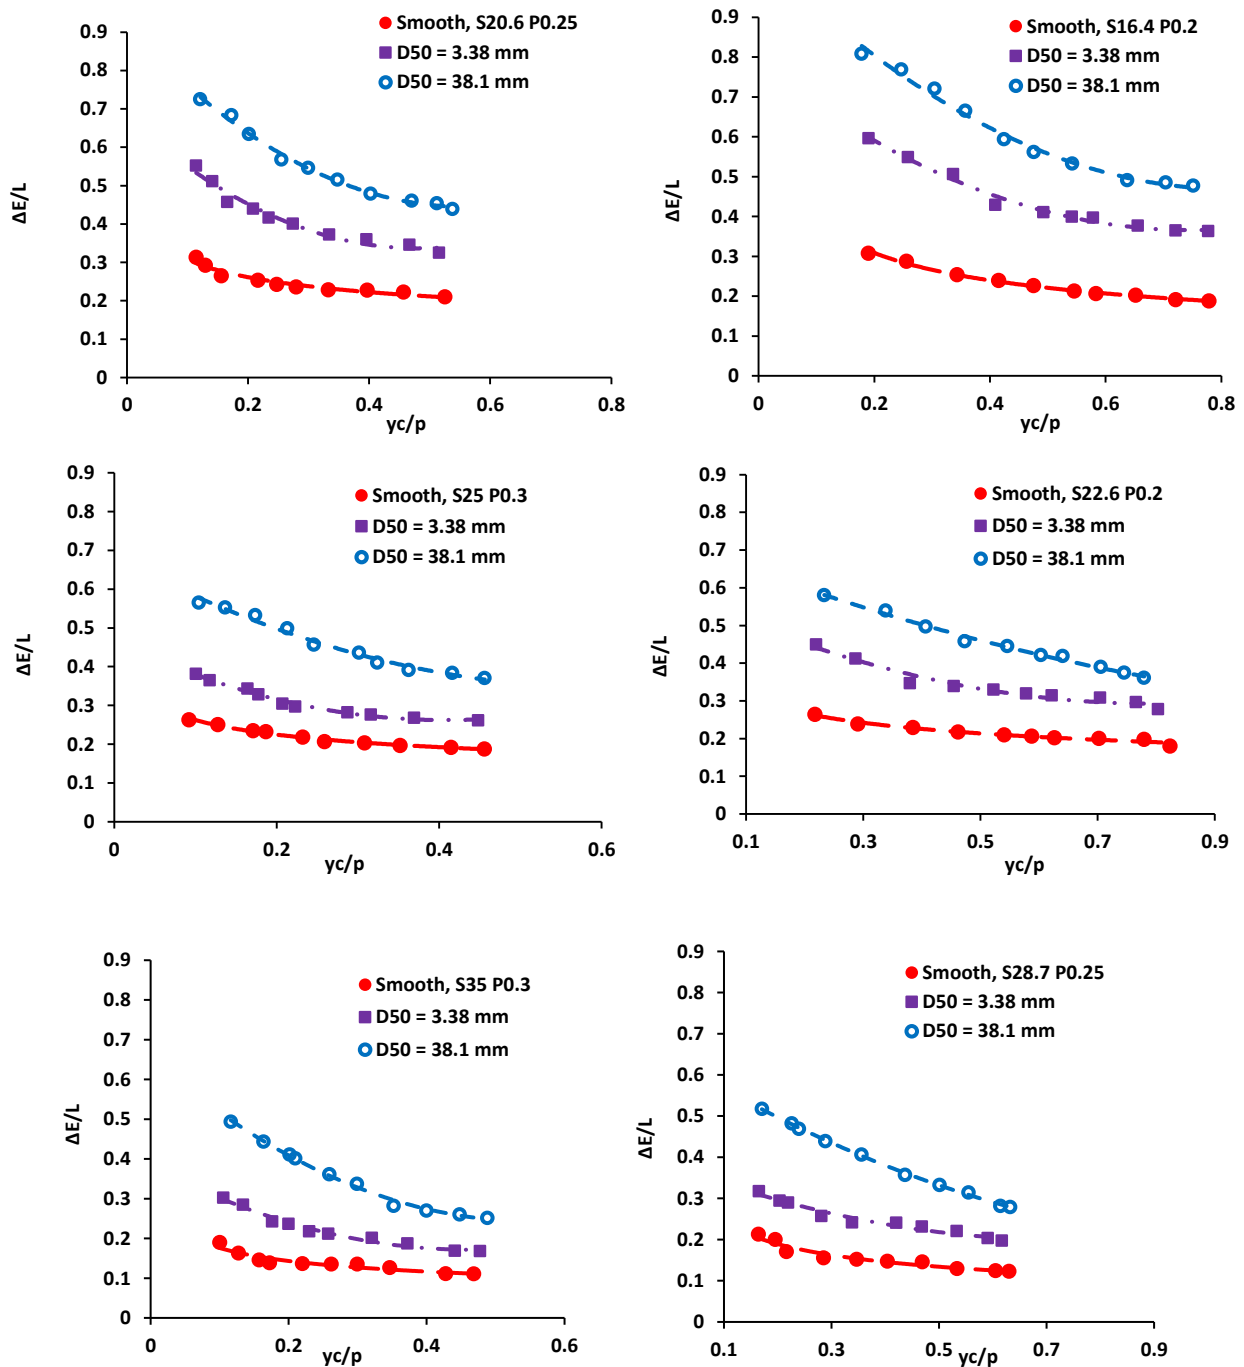 Smooth, S20.6 P0.25
D50 = 3.38 mm
D50 = 38.1 mm
0.9
0.8
0.7
0.6
0.5
0.4
0.3
0.2
0.1
0
ΔE/L
0 0.2 0.4 0.6 0.8
yc/p
Smooth, S16.4 P0.2
D50 = 3.38 mm
D50 = 38.1 mm
0.9
0.8
0.7
0.6
0.5
0.4
0.3
0.2
0.1
0
ΔE/L
0 0.2 0.4 0.6 0.8
yc/p
Smooth, S25 P0.3
D50 = 3.38 mm
D50 = 38.1 mm
0.9
0.8
0.7
0.6
0.5
0.4
0.3
0.2
0.1
0
ΔE/L
0 0.2 0.4 0.6
yc/p
Smooth, S22.6 P0.2
D50 = 3.38 mm
D50 = 38.1 mm
0.9
0.8
0.7
0.6
0.5
0.4
0.3
0.2
0.1
0
ΔE/L
0.1 0.3 0.5 0.7 0.9
yc/p
Smooth, S35 P0.3
D50 = 3.38 mm
D50 = 38.1 mm
0.9
0.8
0.7
0.6
0.5
0.4
0.3
0.2
0.1
0
ΔE/L
0 0.2 0.4 0.6
yc/p
Smooth, S28.7 P0.25
D50 = 3.38 mm
D50 = 38.1 mm
0.9
0.8
0.7
0.6
0.5
0.4
0.3
0.2
0.1
0
ΔE/L
0.1 0.3 0.5 0.7 0.9
yc/p